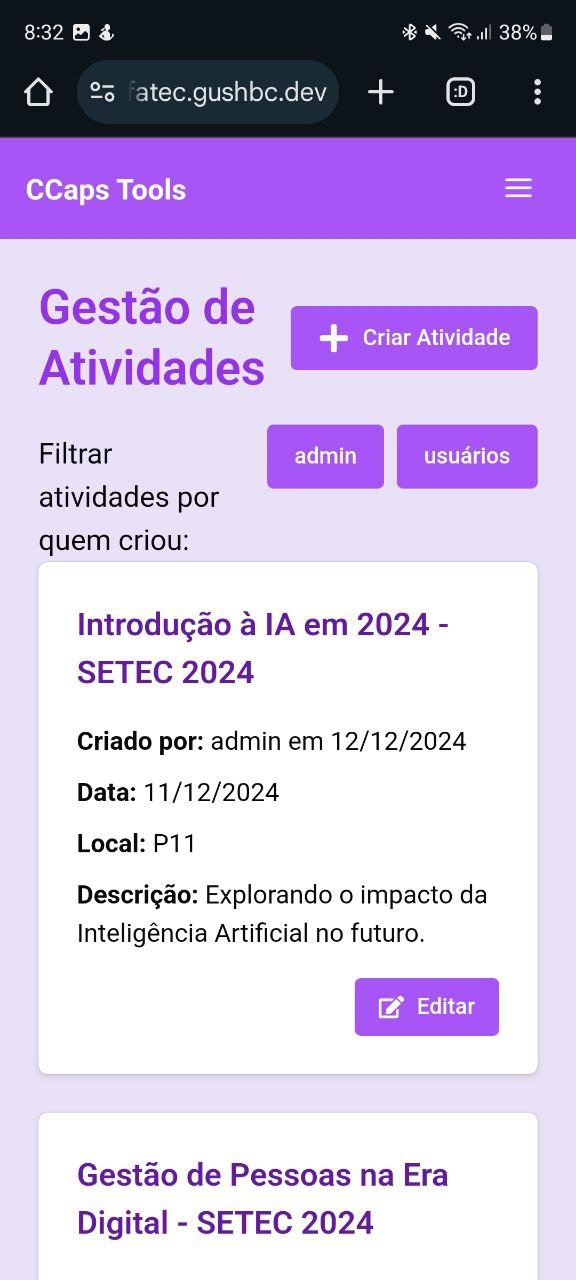 8:32 38%
fatec.gushbc.dev :D
CCaps Tools
Gestão de
Atividades
Criar Atividade
Filtrar
atividades por
quem criou:
admin usuários
Introdução à IA em 2024 -
SETEC 2024
Criado por: admin em 12/12/2024
Data: 11/12/2024
Local: P11
Descrição: Explorando o impacto da
Inteligência Artificial no futuro.
Editar
Gestão de Pessoas na Era
Digital - SETEC 2024